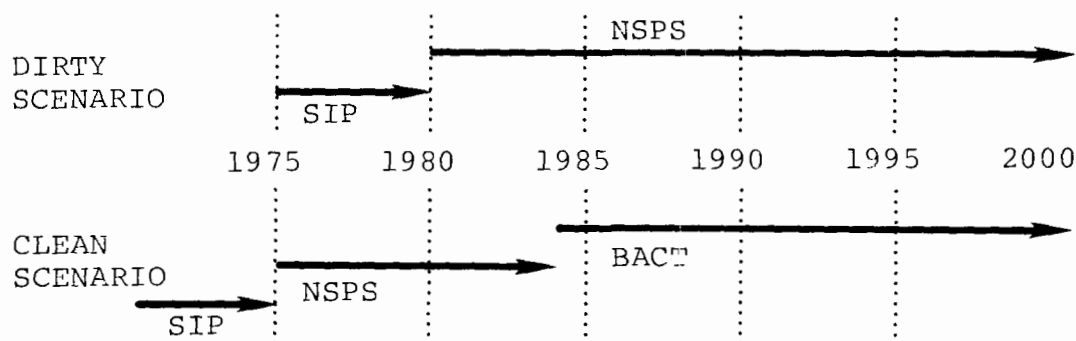 NSPS
DIRTY
SCENARIO
SIP
1975 1980 1985 1990 1995 2000
CLEAN
SCENARIO
BACT
NSPS
SIP